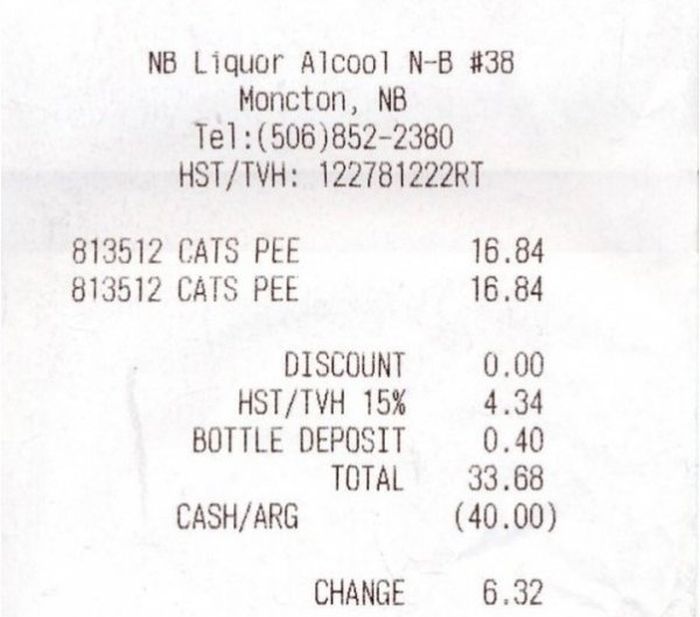 NB Liquor Alcool N-B #38
Moncton, NB
Tel:(506)852-2380
HST/TVH: 122781222RT
813512 CATS PEE 16.84
813512 CATS PEE 16.84
DISCOUNT 0.00
HST/TVH 15% 4.34
BOTTLE DEPOSIT 0.40
TOTAL 33.68
CASH/ARG (40.00)
CHANGE 6.32